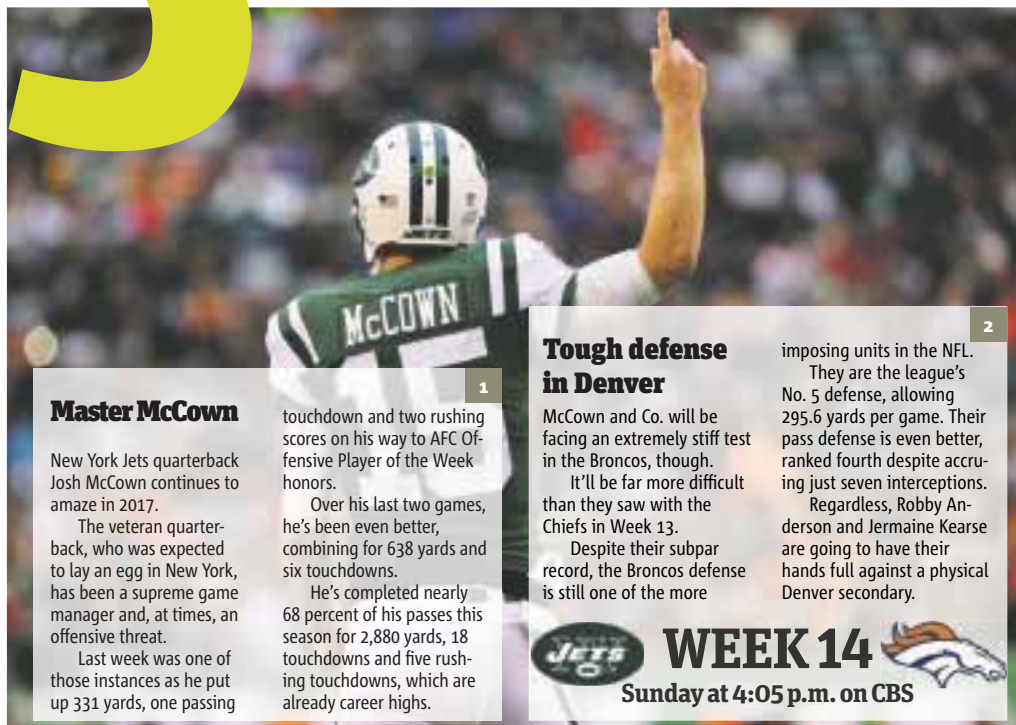 McCOWN
15
1
Master McCown
New York Jets quarterback
Josh McCown continues to
amaze in 2017.
The veteran quarter-
back, who was expected
to lay an egg in New York,
has been a supreme game
manager and, at times, an
offensive threat.
Last week was one of
those instances as he put
up 331 yards, one passing
touchdown and two rushing
scores on his way to AFC Of-
fensive Player of the Week
honors.
Over his last two games,
he's been even better,
combining for 638 yards and
six touchdowns.
He's completed nearly
68 percent of his passes this
season for 2,880 yards, 18
touchdowns and five rush-
ing touchdowns, which are
already career highs.
2
Tough defense
in Denver
McCown and Co. will be
facing an extremely stiff test
in the Broncos, though.
It'll be far more difficult
than they saw with the
Chiefs in Week 13.
Despite their subpar
record, the Broncos defense
is still one of the more
imposing units in the NFL.
They are the league's
No. 5 defense, allowing
295.6 yards per game. Their
pass defense is even better,
ranked fourth despite accru-
ing just seven interceptions.
Regardless, Robby An-
derson and Jermaine Kearse
are going to have their
hands full against a physical
Denver secondary.
JETS
WEEK 14
Sunday at 4:05 p.m. on CBS